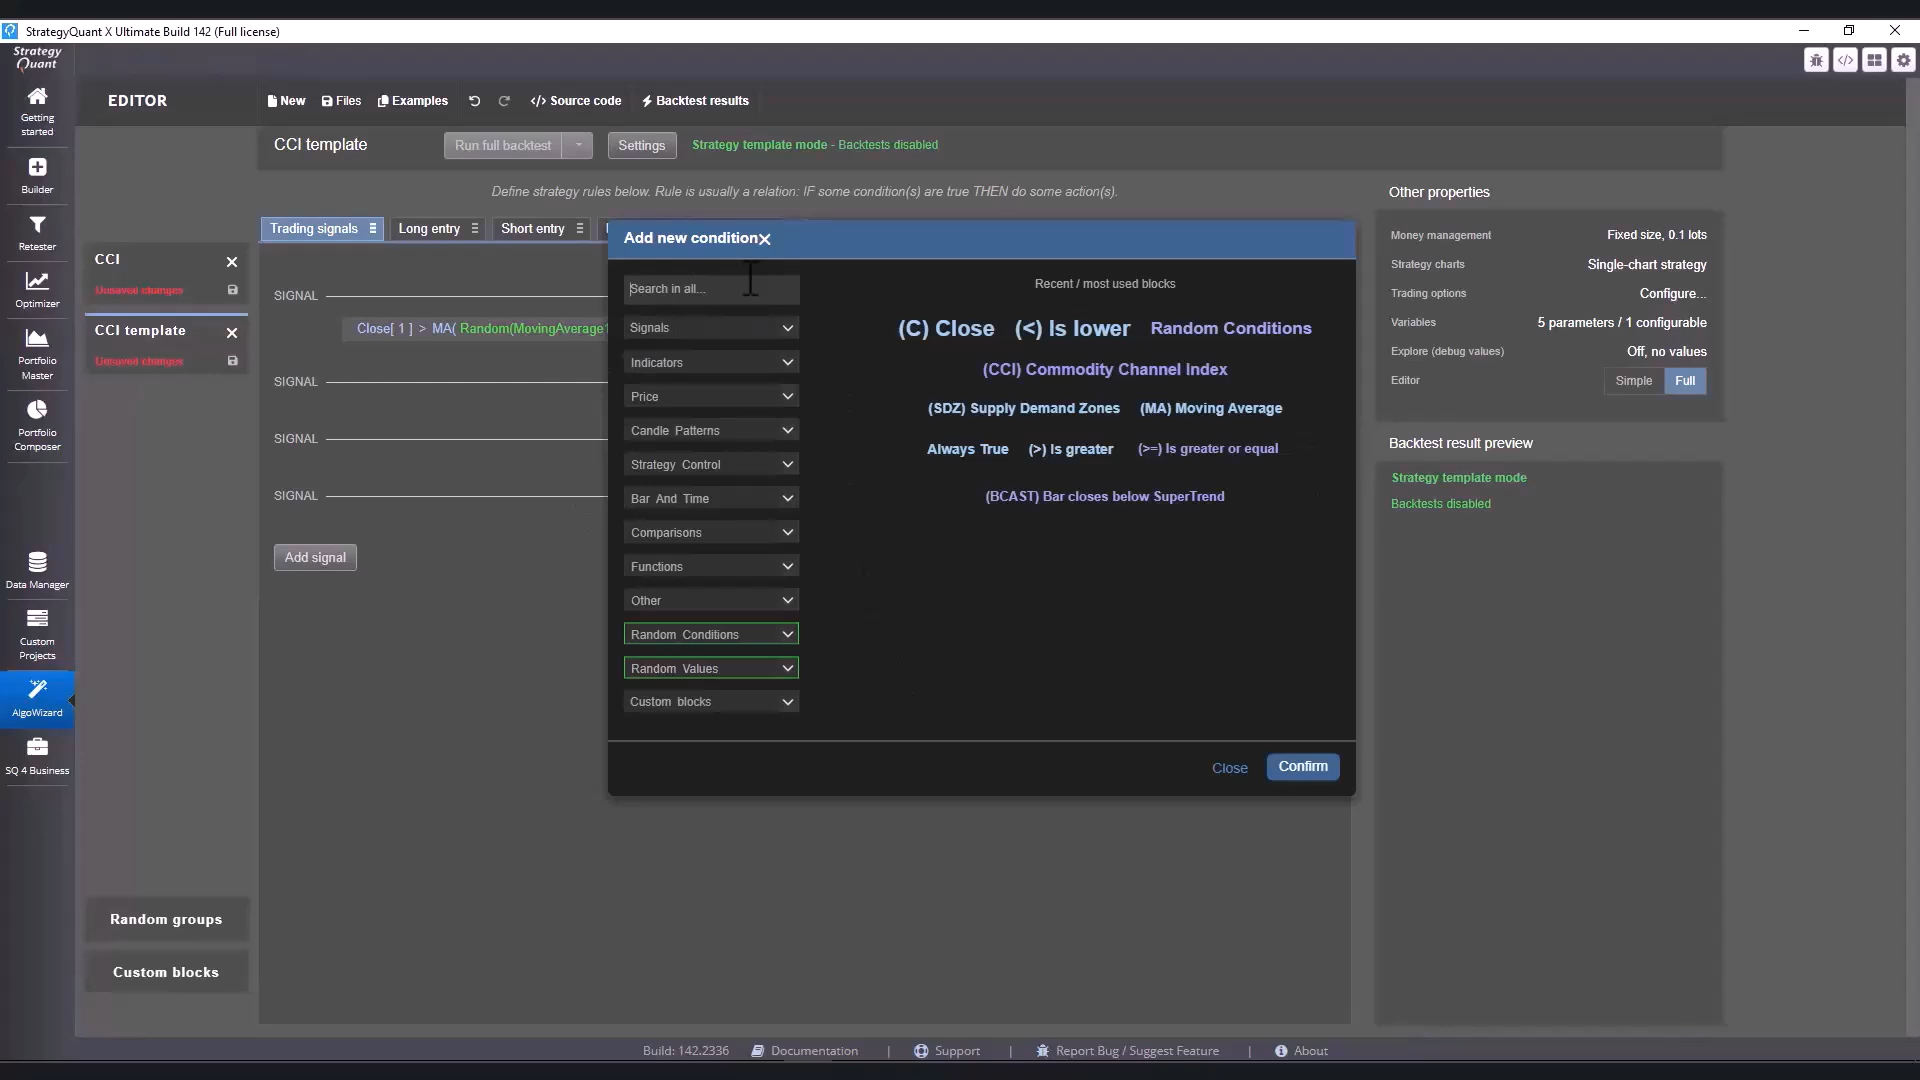 StrategyQuant X Ultimate Build 142 (Full license)
Strategy
Quant
Getting
started
Builder
Retester
Optimizer
Portfolio
Master
Portfolio
Composer
Data Manager
Custom
Projects
AlgoWizard
SQ 4 Business
EDITOR
New
Files
Examples
</> Source code
Backtest results
CCI template
Run full backtest
Settings
Strategy template mode - Backtests disabled
Define strategy rules below. Rule is usually a relation: IF some condition(s) are true THEN do some action(s).
Trading signals
Long entry
Short entry
CCI
Unsaved changes
CCI template
Unsaved changes
SIGNAL
Close[ 1 ] > MA( Random(MovingAverage1
SIGNAL
SIGNAL
SIGNAL
Add signal
Random groups
Custom blocks
Add new condition
Search in all...
Signals
Indicators
Price
Candle Patterns
Strategy Control
Bar And Time
Comparisons
Functions
Other
Random Conditions
Random Values
Custom blocks
Recent / most used blocks
(C) Close (<) Is lower Random Conditions
(CCI) Commodity Channel Index
(SDZ) Supply Demand Zones (MA) Moving Average
Always True (>) Is greater (>=) Is greater or equal
(BCAST) Bar closes below SuperTrend
Close
Confirm
Other properties
Money management Fixed size, 0.1 lots
Strategy charts Single-chart strategy
Trading options Configure...
Variables 5 parameters / 1 configurable
Explore (debug values) Off, no values
Editor Simple Full
Backtest result preview
Strategy template mode
Backtests disabled
Build: 142.2336 Documentation | Support | Report Bug / Suggest Feature | About